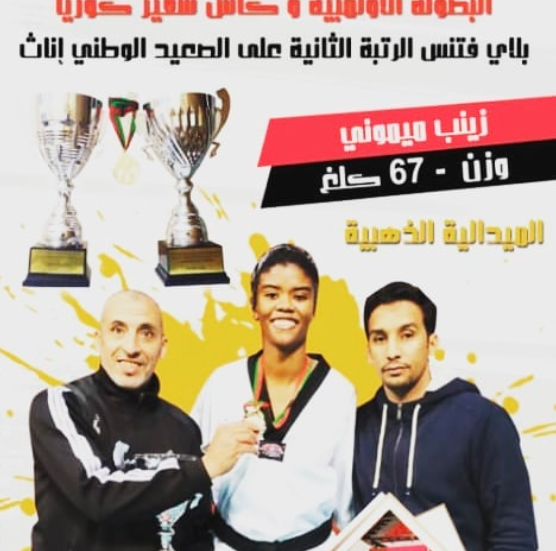 البطولة الاولمبية و كأس سفير كوريا
بلاي فتنس الرتبة الثانية على الصعيد الوطني إناث
زينب ميموني
وزن - 67 كلغ
الميدالية الذهبية